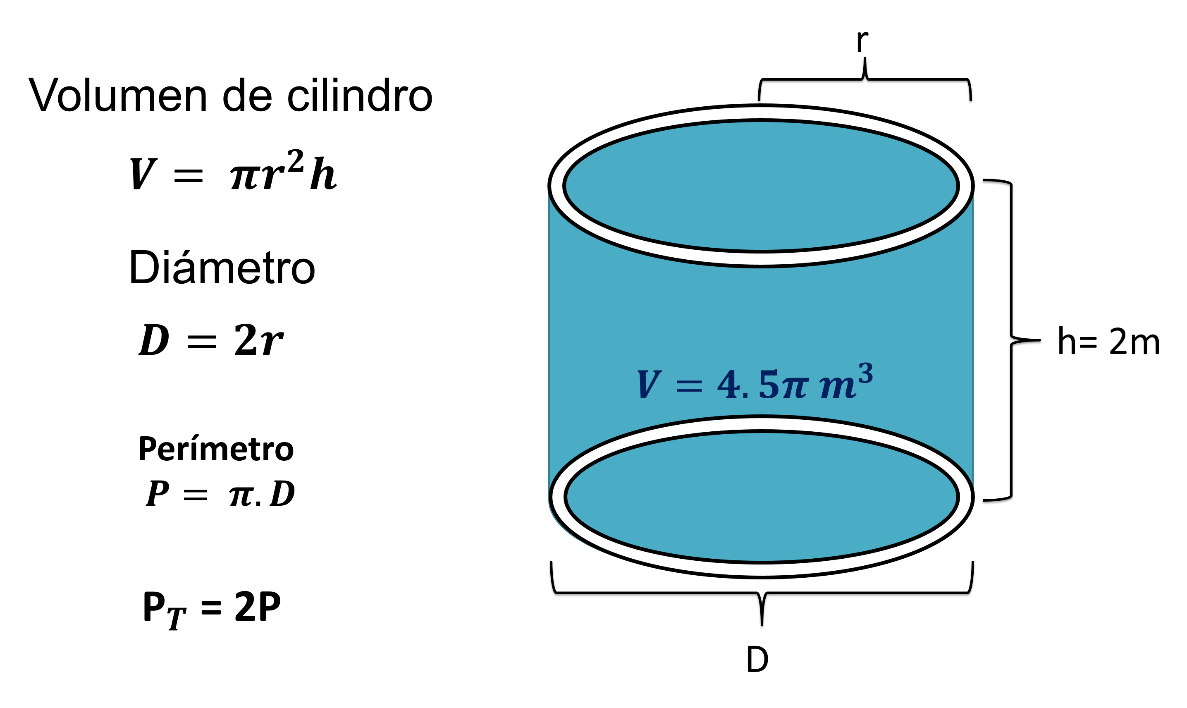 Volumen de cilindro
V = πr²h
Diámetro
D = 2r
Perímetro
P = π.D
P_T = 2P
r
h= 2m
V = 4.5π m³
D